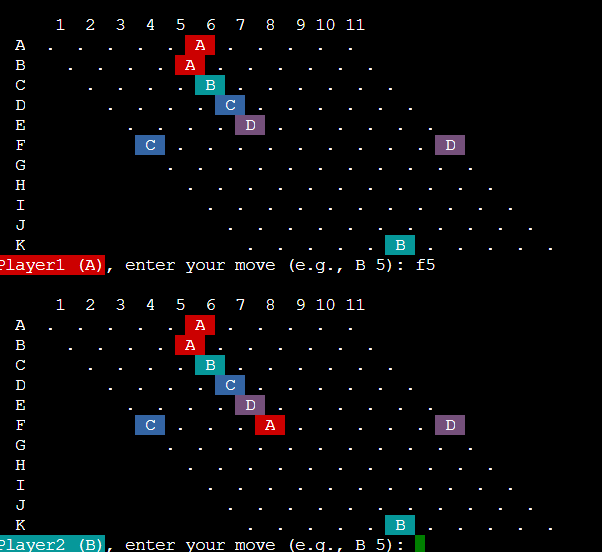 1 2 3 4 5 6 7 8 9 10 11
A . . . . . A . . . . .
B . . . . A . . . . . .
C . . . . B . . . . . .
D . . . . C . . . . . .
E . . . . D . . . . . .
F C . . . . . . . . . D
G . . . . . . . . . . .
H . . . . . . . . . . .
I . . . . . . . . . . .
J . . . . . . . . . . .
K . . . . . B . . . . .
Player1 (A), enter your move (e.g., B 5): f5
1 2 3 4 5 6 7 8 9 10 11
A . . . . . A . . . . .
B . . . . A . . . . . .
C . . . . B . . . . . .
D . . . . C . . . . . .
E . . . . D . . . . . .
F C . . . A . . . . . D
G . . . . . . . . . . .
H . . . . . . . . . . .
I . . . . . . . . . . .
J . . . . . . . . . . .
K . . . . . B . . . . .
Player2 (B), enter your move (e.g., B 5):